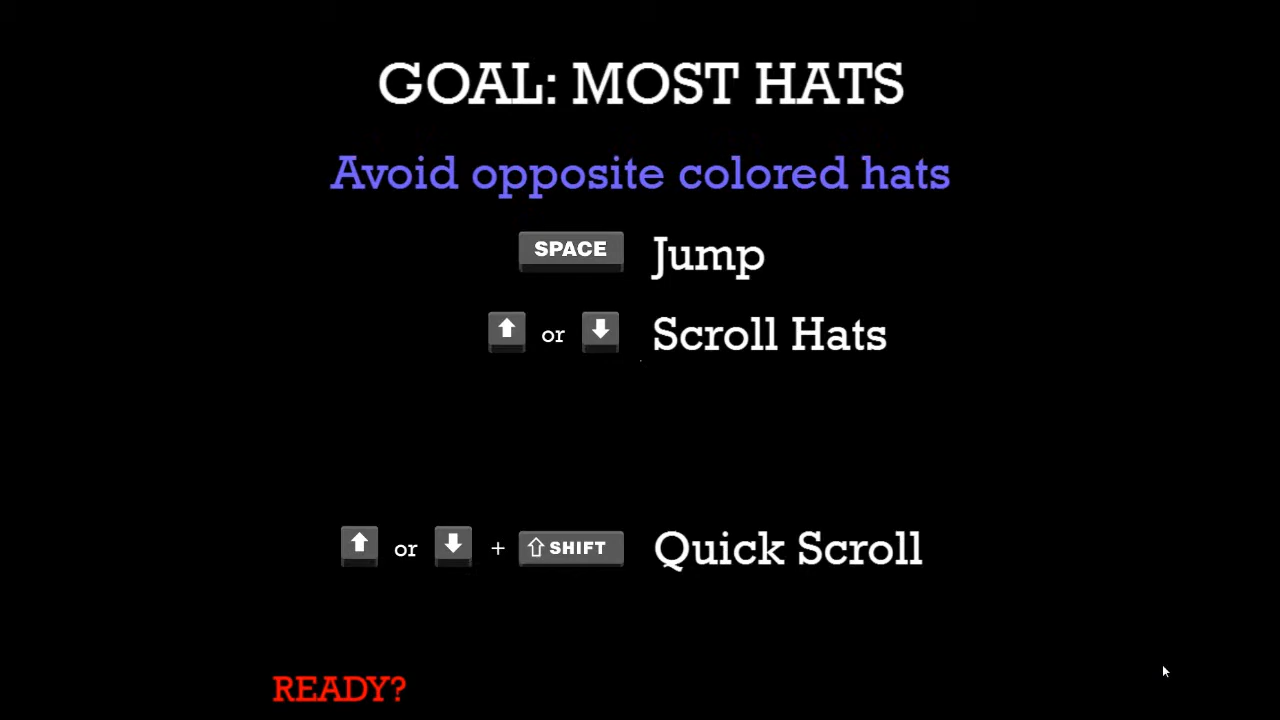 GOAL: MOST HATS
Avoid opposite colored hats
SPACE Jump
or Scroll Hats
or + SHIFT Quick Scroll
READY?